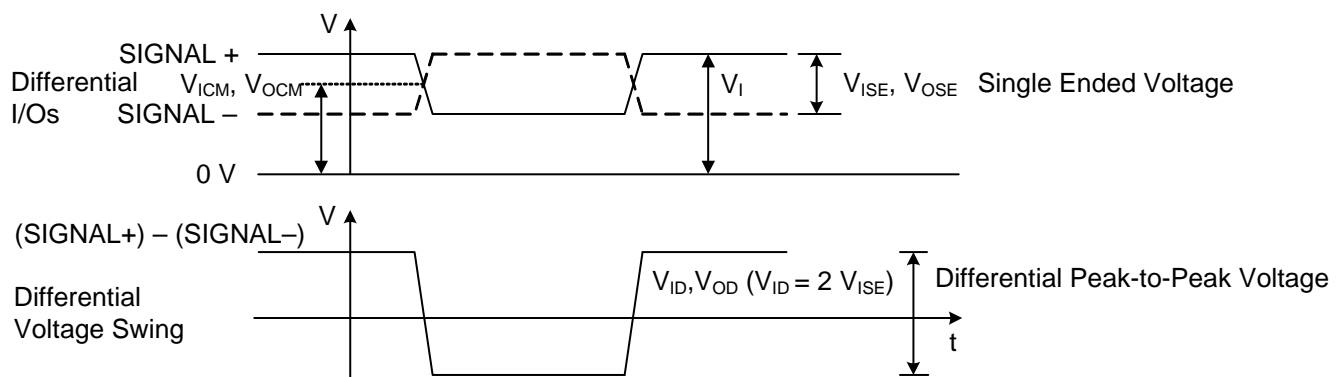 V
SIGNAL +
Differential I/Os
V_ICM, V_OCM
SIGNAL –
V_I
V_ISE, V_OSE Single Ended Voltage
0 V
V
(SIGNAL+) – (SIGNAL–)
V_ID,V_OD (V_ID = 2 V_ISE)
Differential Peak-to-Peak Voltage
Differential
Voltage Swing
t